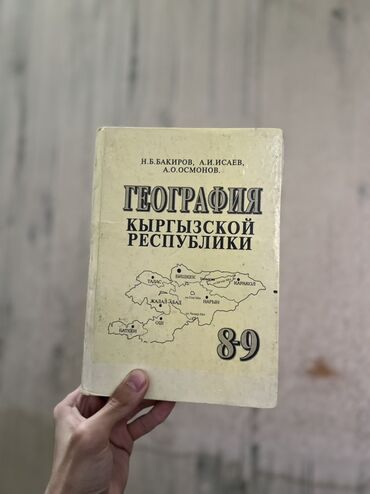 Н.Б.БАКИРОВ, А.И.ИСАЕВ,
А.О.ОСМОНОВ.
ГЕОГРАФИЯ
КЫРГЫЗСКОЙ
РЕСПУБЛИКИ
БИШКЕК
ТАЛАС
КАРАКОЛ
ЖАЛАЛ-АБАД
НАРЫН
ОШ
БАТКЕН
8-9